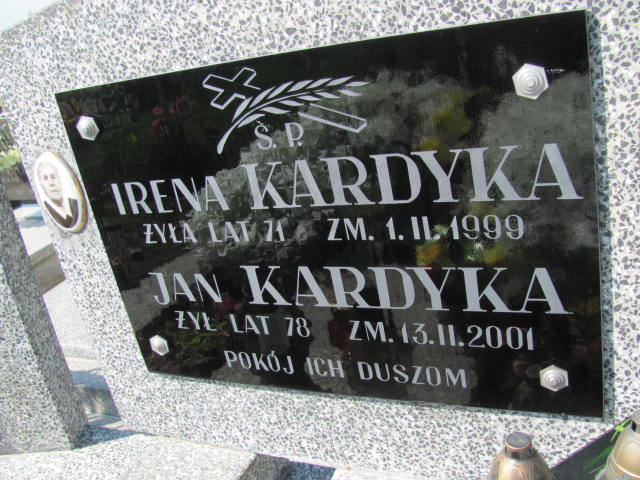 Ś. P.
IRENA KARDYKA
ŻYŁA LAT 71 ZM. 1.II.1999
JAN KARDYKA
ŻYŁ LAT 78 ZM. 13.II.2001
POKÓJ ICH DUSZOM